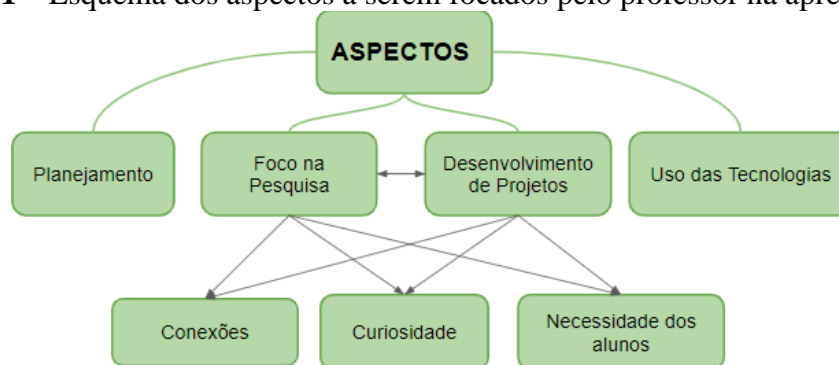 1 Esquema dos aspectos a serem focados pelo professor na
ASPECTOS
Planejamento
Foco na
Pesquisa
Desenvolvimento
de Projetos
Uso das Tecnologias
Conexões
Curiosidade
Necessidade dos
alunos